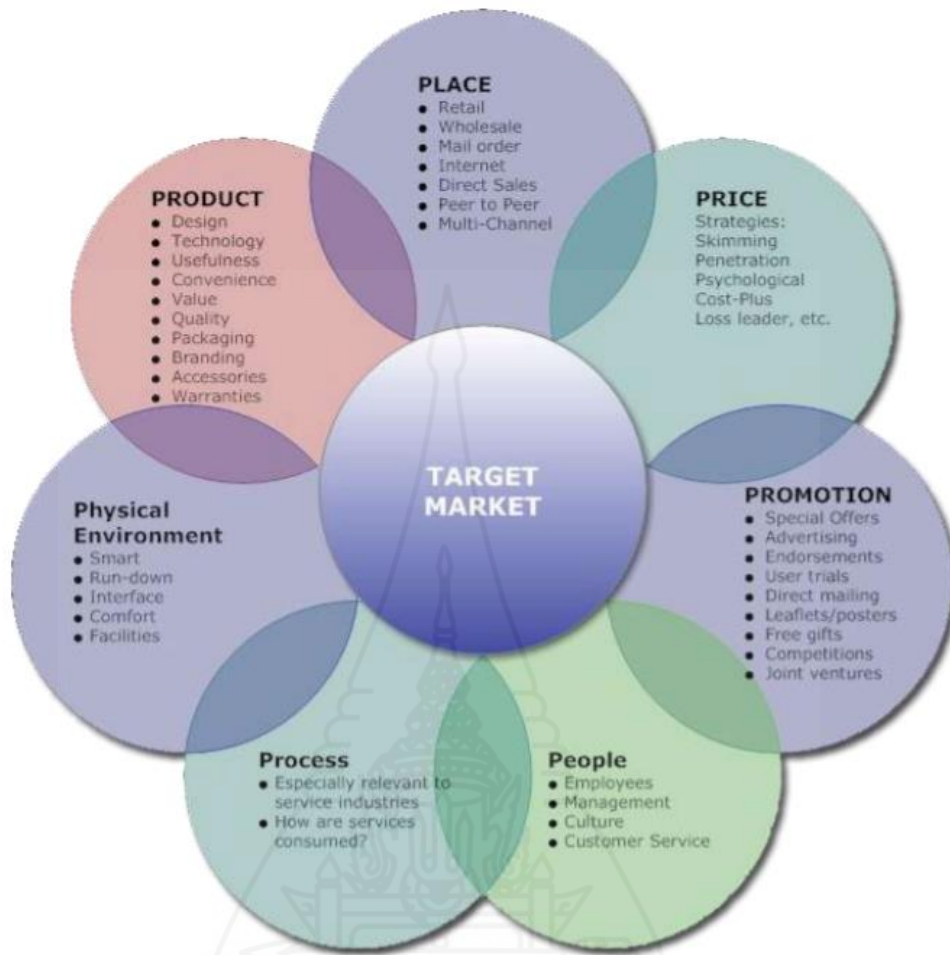 PLACE
● Retail
● Wholesale
● Mail order
● Internet
● Direct Sales
● Peer to Peer
● Multi-Channel
PRODUCT
● Design
● Technology
● Usefulness
● Convenience
● Value
● Quality
● Packaging
● Branding
● Accessories
● Warranties
PRICE
Strategies:
Skimming
Penetration
Psychological
Cost-Plus
Loss leader, etc.
TARGET
MARKET
Physical
Environment
● Smart
● Run-down
● Interface
● Comfort
● Facilities
PROMOTION
● Special Offers
● Advertising
● Endorsements
● User trials
● Direct mailing
● Leaflets/posters
● Free gifts
● Competitions
● Joint ventures
Process
● Especially relevant to
service industries
● How are services
consumed?
People
● Employees
● Management
● Culture
● Customer Service